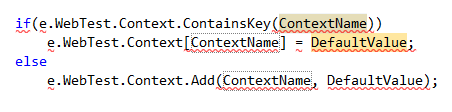 if(e.WebTest.Context.ContainsKey(ContextName))
e.WebTest.Context[ContextName] = DefaultValue;
else
e.WebTest.Context.Add(ContextName, DefaultValue);